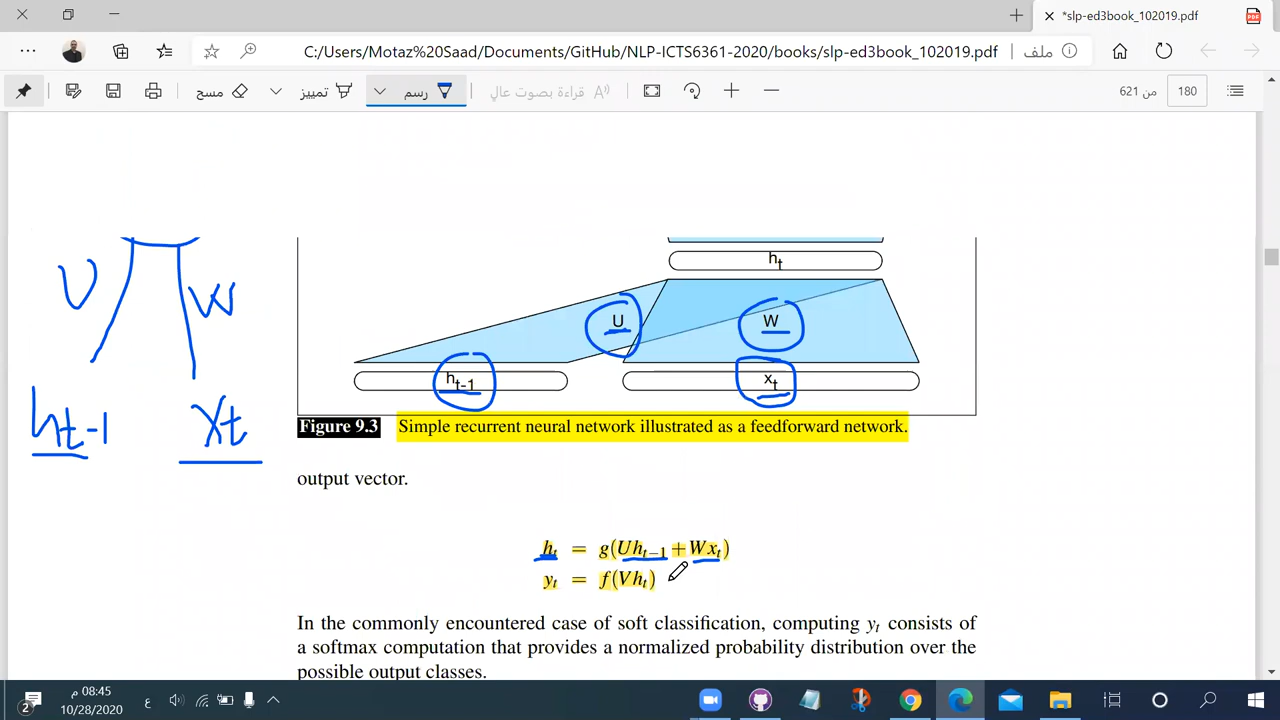 *slp-ed3book_102019.pdf
C:/Users/Motaz%20Saad/Documents/GitHub/NLP-ICTS6361-2020/books/slp-ed3book_102019.pdf ملف
مسح تمييز رسم قراءة بصوت عالٍ 180 من 621
ht
U W
U W
ht-1 xt
ht-1 xt
Figure 9.3 Simple recurrent neural network illustrated as a feedforward network.
output vector.
ht = g(Uht−1 + Wxt)
yt = f(Vht)
In the commonly encountered case of soft classification, computing yt consists of
a softmax computation that provides a normalized probability distribution over the
possible output classes.
2 08:45 م ع
10/28/2020